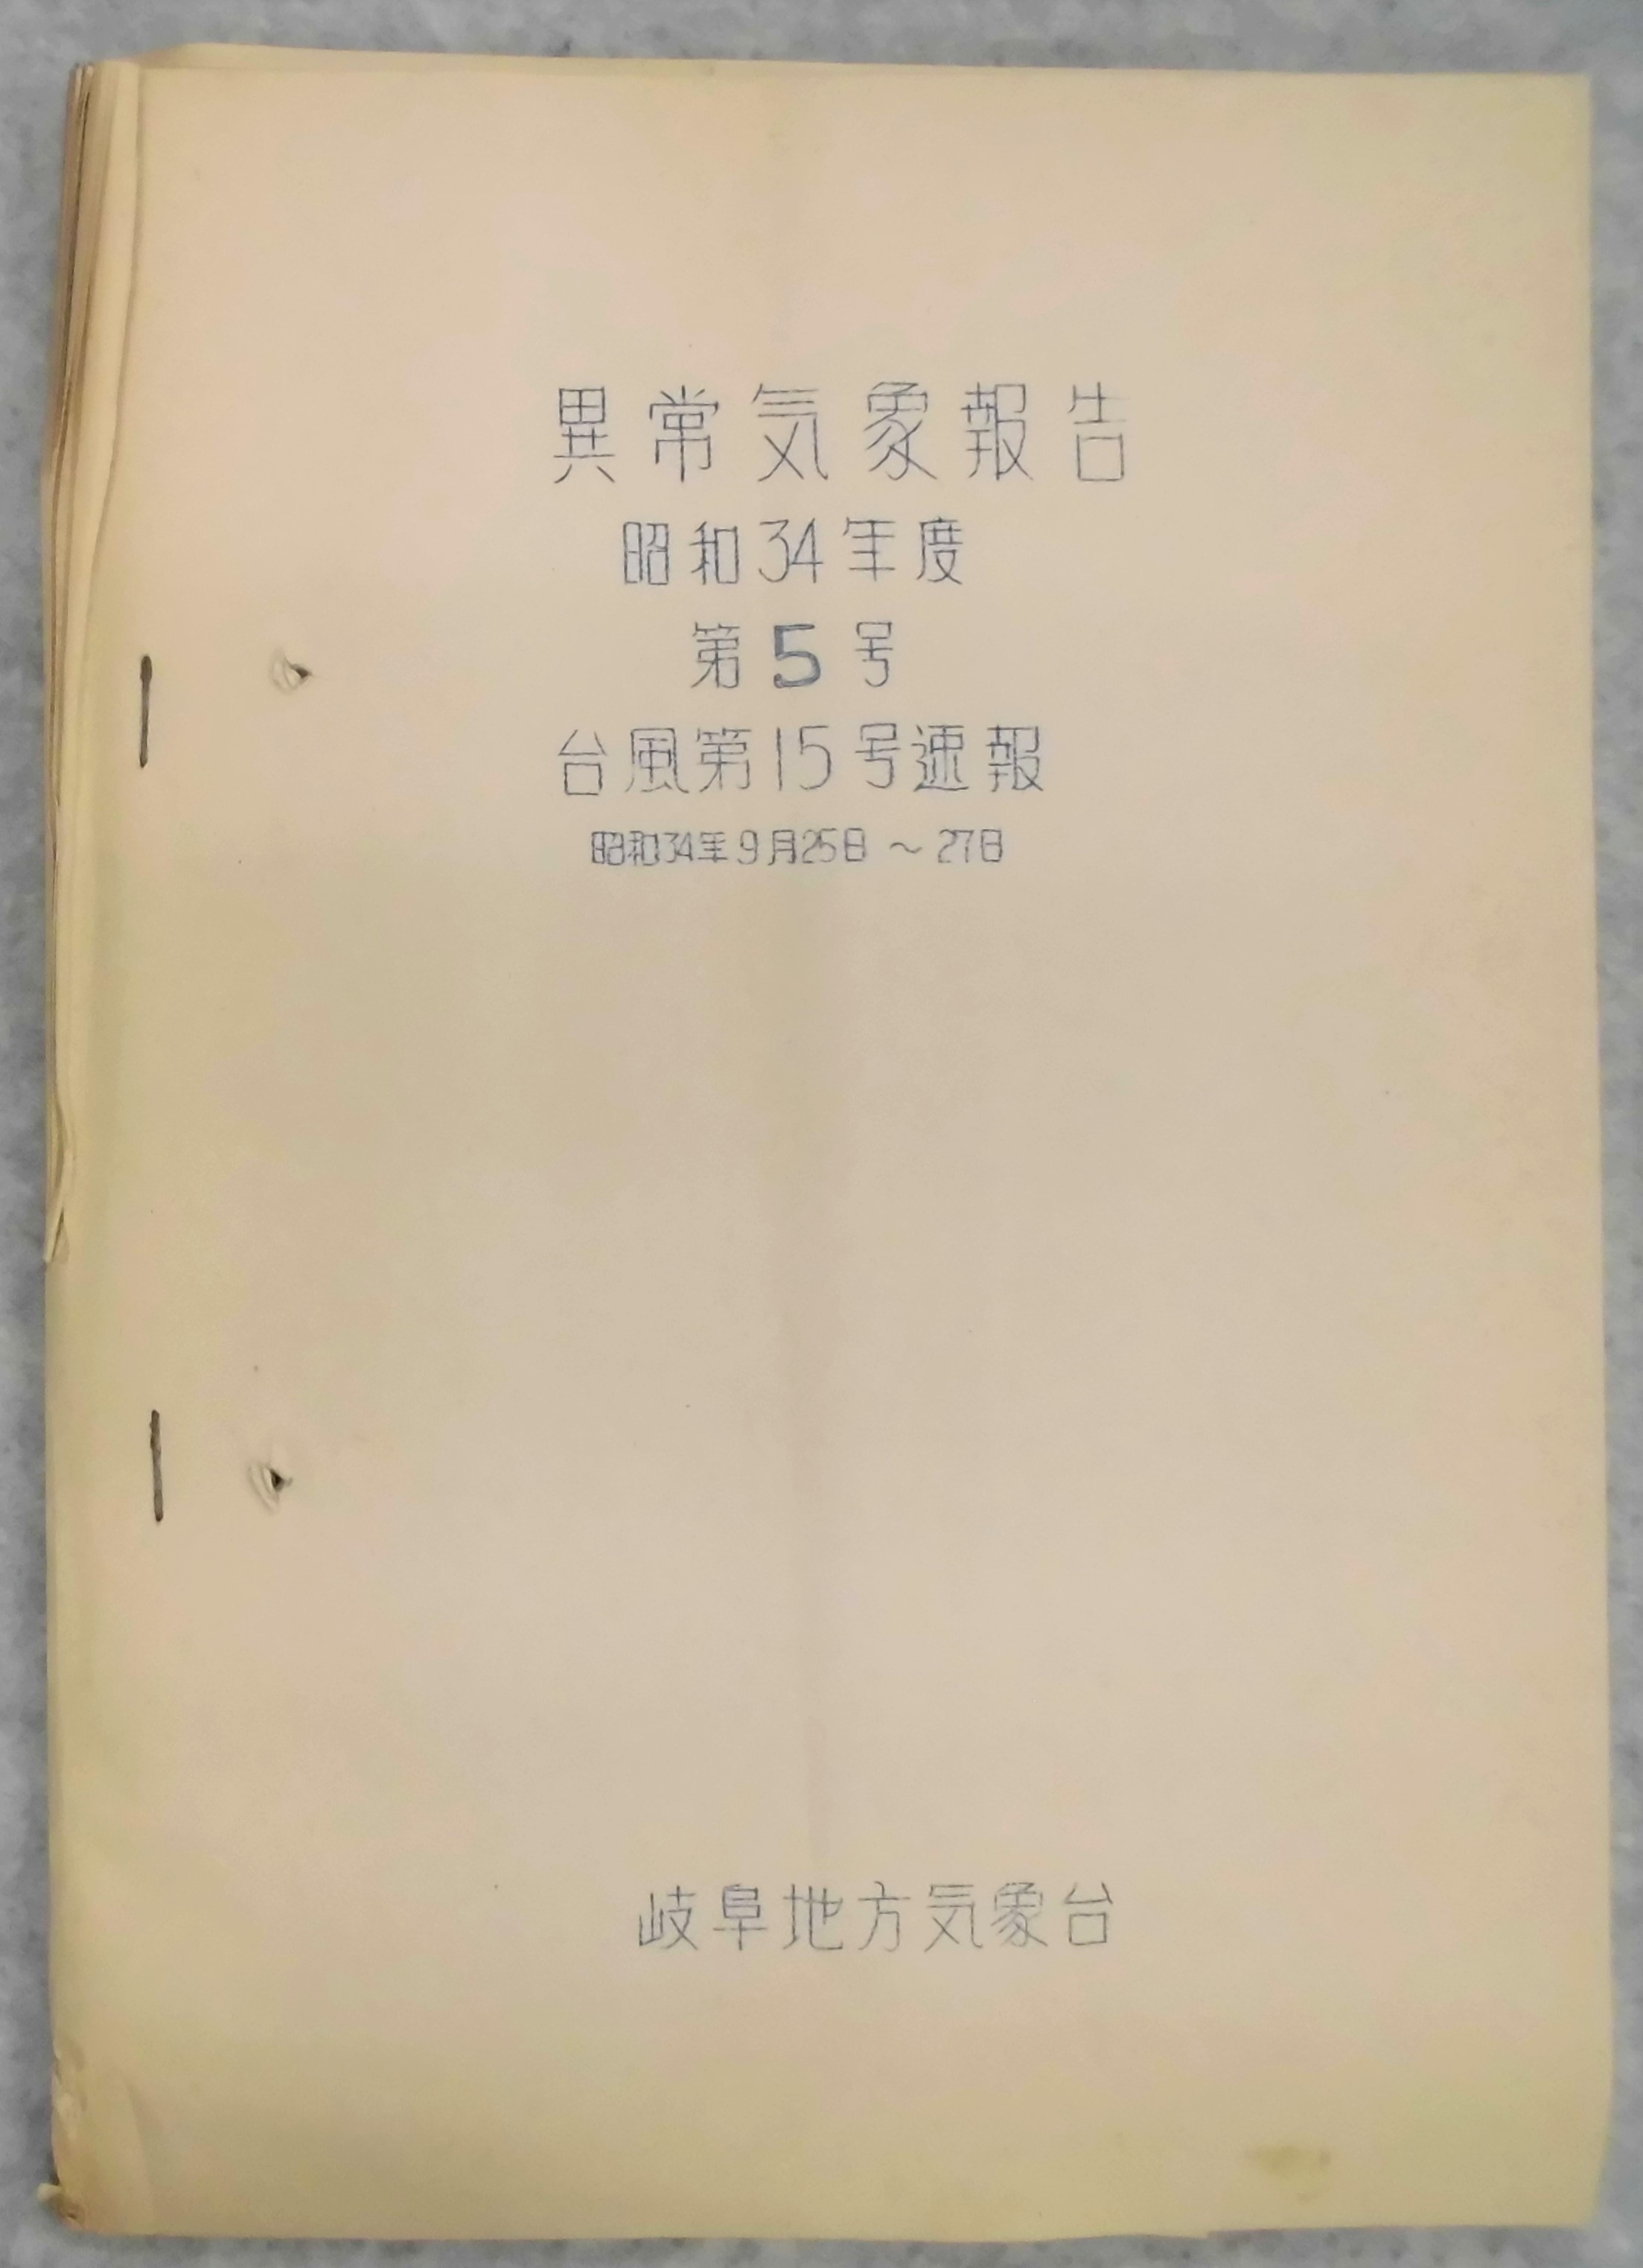 異常気象報告
昭和34年度
第5号
台風第15号速報
昭和34年9月25日～27日
岐阜地方気象台